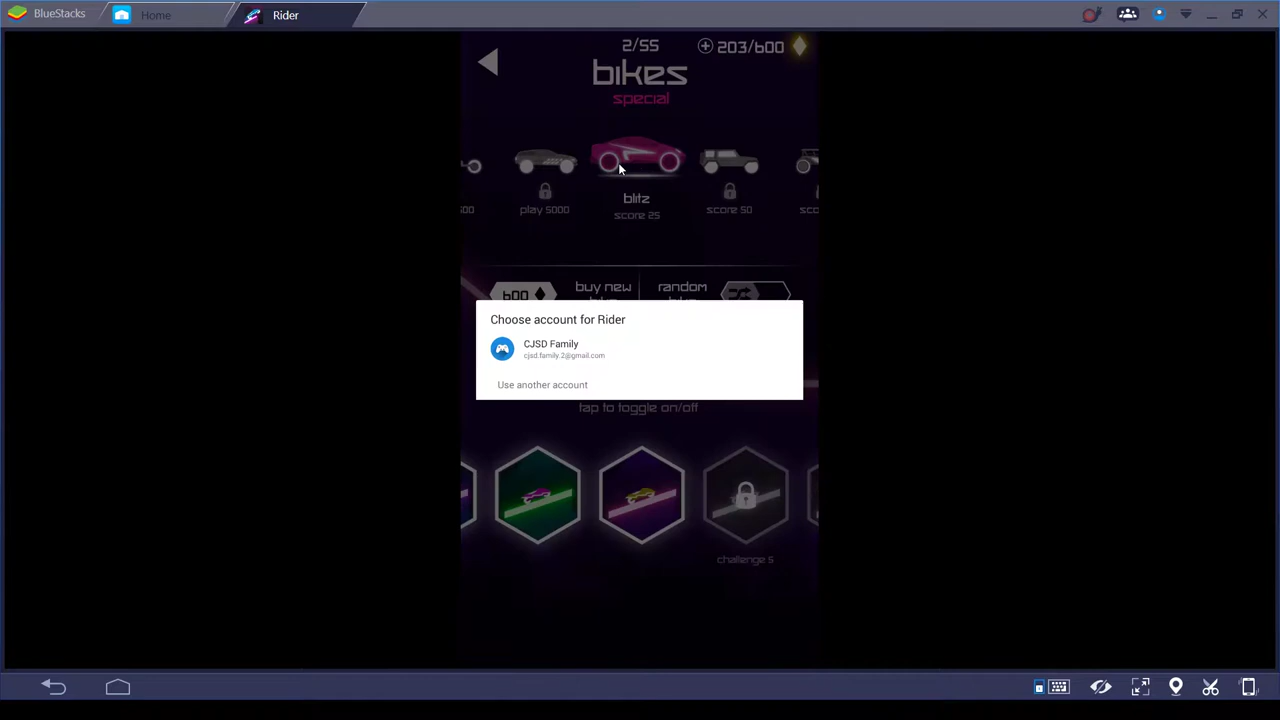 BlueStacks
Home
Rider
2/55
203/600
bikes
special
blitz
play 5000
score 25
score 50
600
buy new
random
Choose account for Rider
CJSD Family
cjsd.family.2@gmail.com
Use another account
tap to toggle on/off
challenge 5